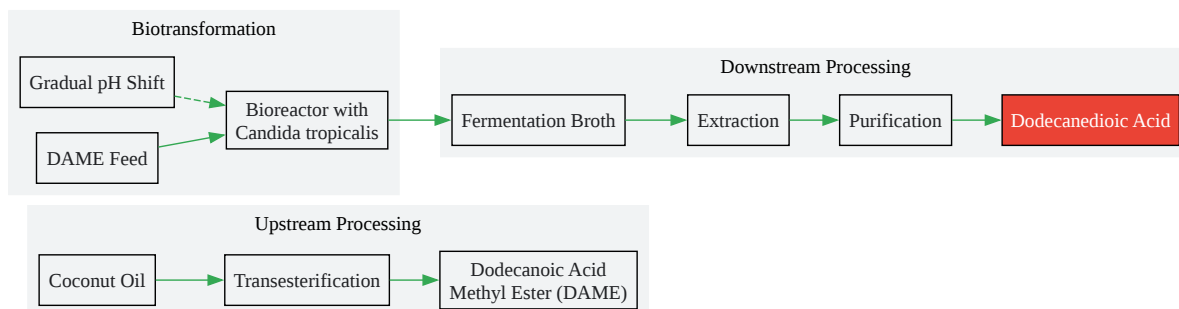 Biotransformation
Gradual pH Shift
DAME Feed
Bioreactor with
Candida tropicalis
Downstream Processing
Fermentation Broth
Extraction
Purification
Dodecanedioic Acid
Upstream Processing
Coconut Oil
Transesterification
Dodecanoic Acid
Methyl Ester (DAME)